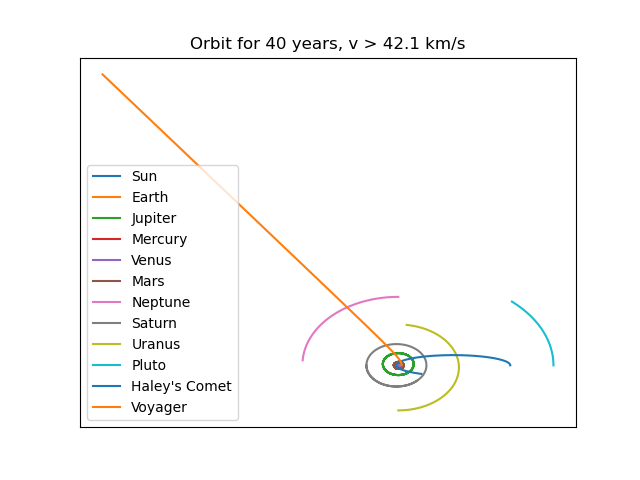 Orbit for 40 years, v > 42.1 km/s
Sun
Earth
Jupiter
Mercury
Venus
Mars
Neptune
Saturn
Uranus
Pluto
Haley's Comet
Voyager